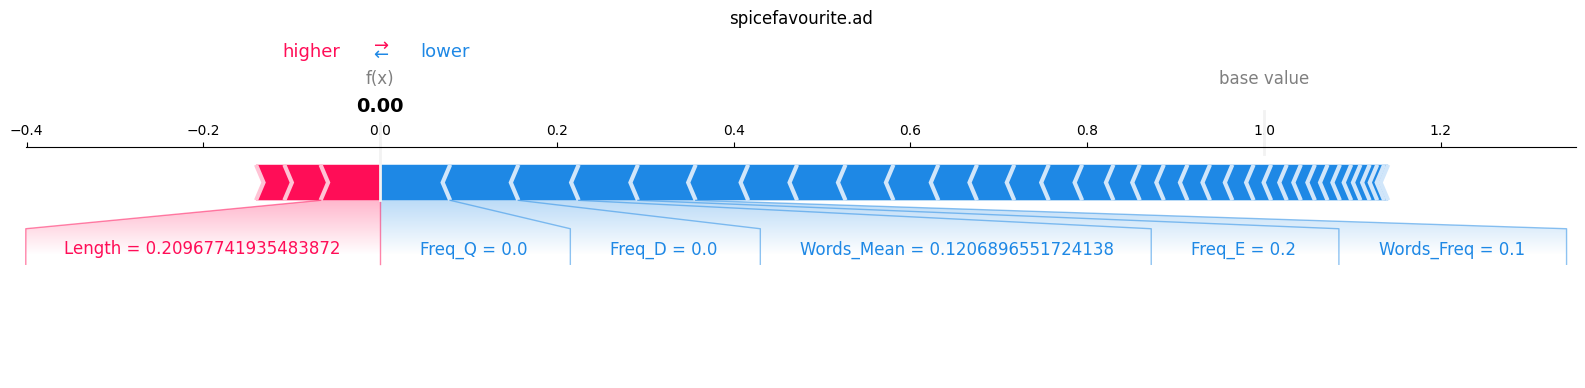 spicefavourite.ad
higher ⇄ lower
f(x) base value
0.00
−0.4 −0.2 0 0 0.2 0.4 0.6 0.8 1 0 1.2
Length = 0.20967741935483872 Freq_Q = 0.0 Freq_D = 0.0 Words_Mean = 0.1206896551724138 Freq_E = 0.2 Words_Freq = 0.1